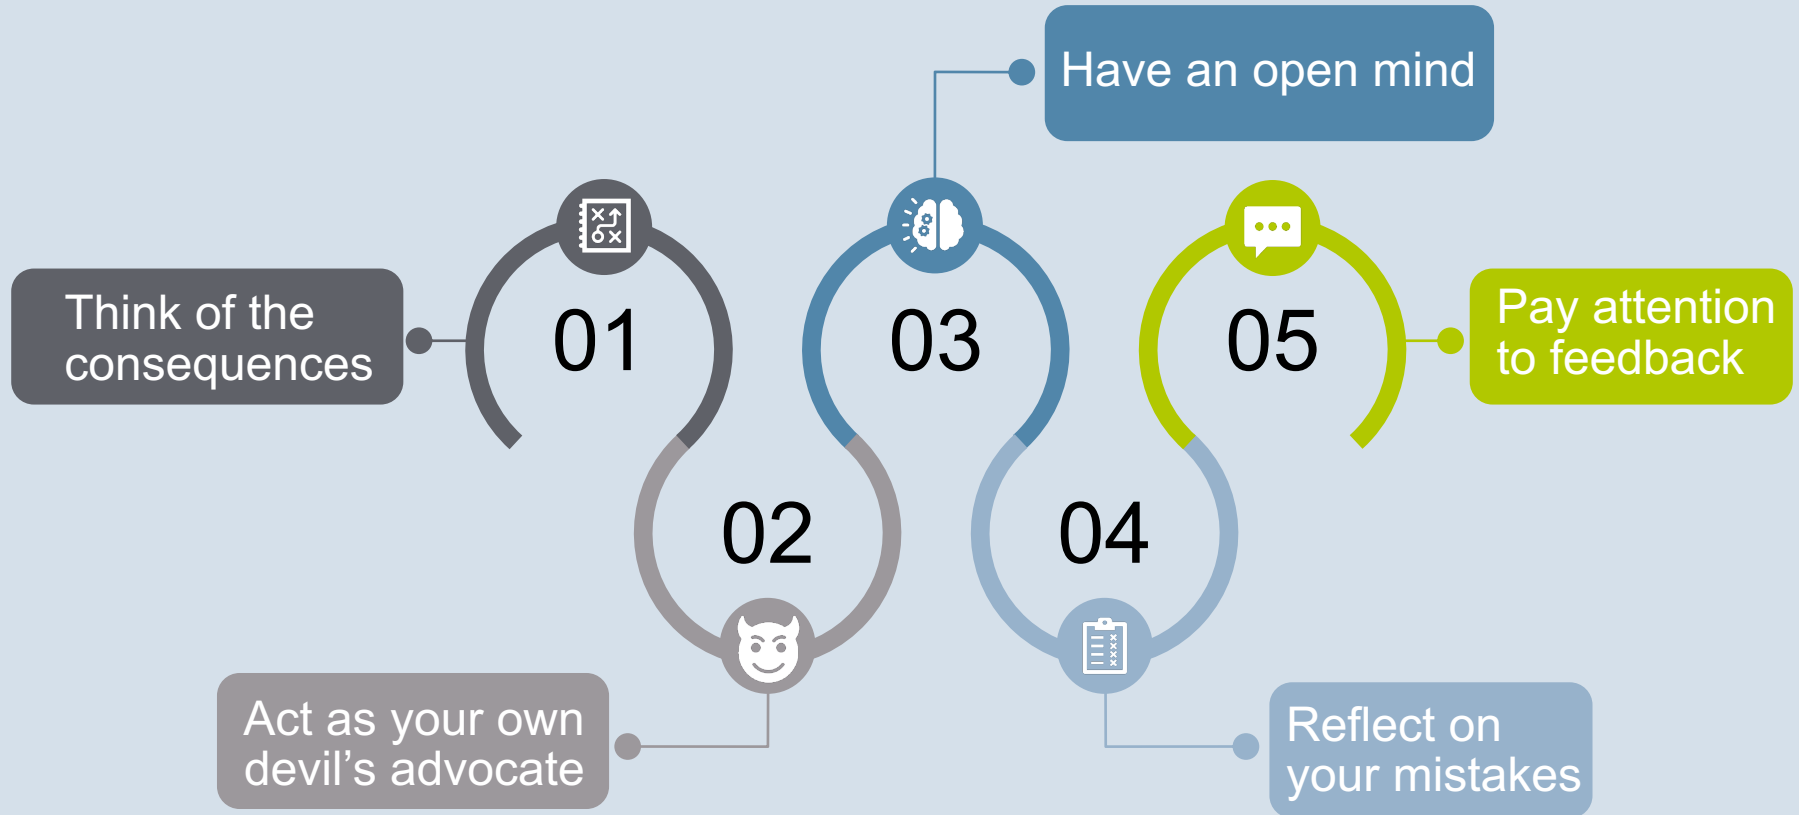 Have an open mind
01
Think of the
consequences
03
05
Pay attention
to feedback
02
04
Act as your own
devil’s advocate
Reflect on
your mistakes